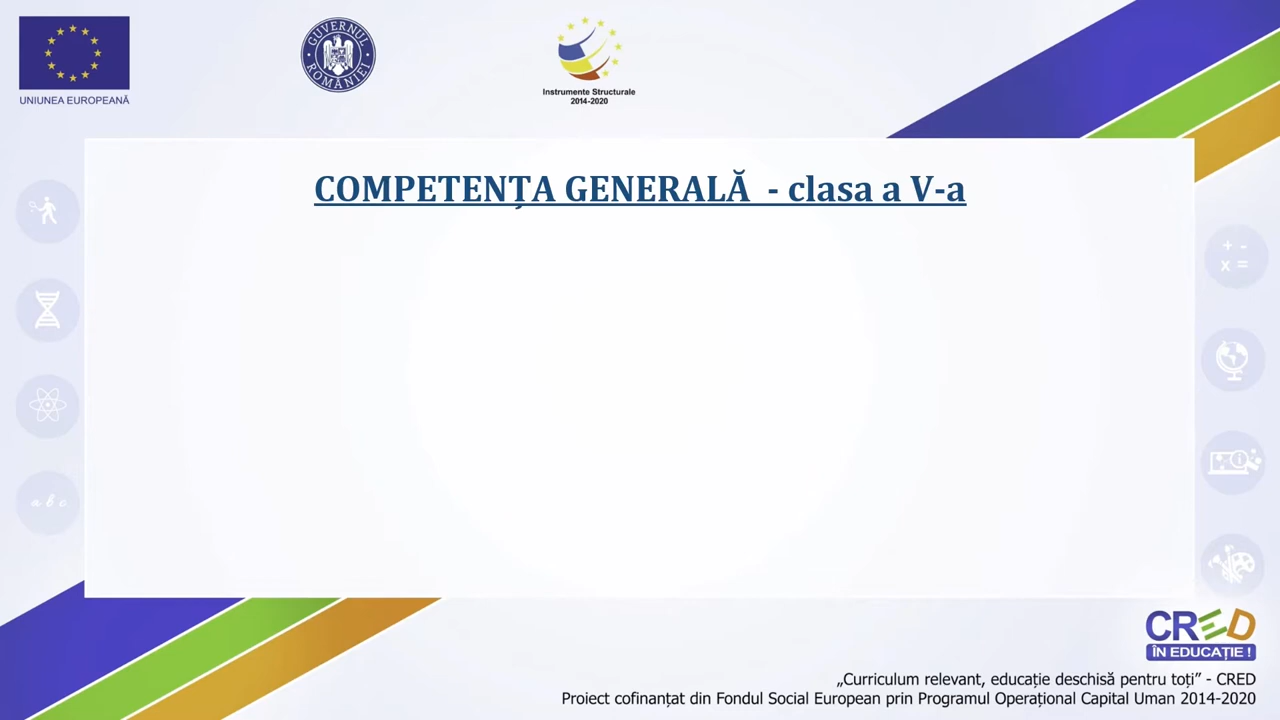 UNIUNEA EUROPEANĂ
GUVERNUL ROMÂNIEI
Instrumente Structurale
2014-2020
COMPETENȚA GENERALĂ - clasa a V-a
+ -
x =
a b c
CRED
ÎN EDUCAȚIE !
„Curriculum relevant, educație deschisă pentru toți” - CRED
Proiect cofinanțat din Fondul Social European prin Programul Operațional Capital Uman 2014-2020